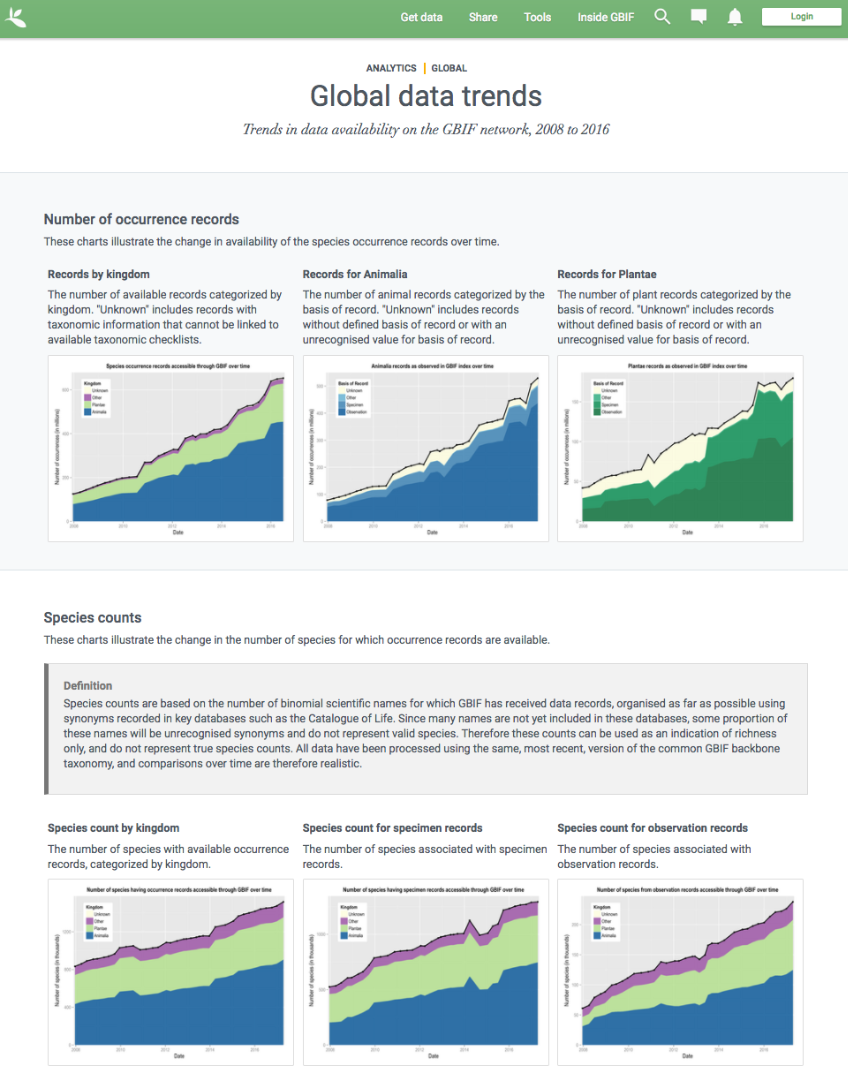 Get data Share Tools Inside GBIF Login
ANALYTICS | GLOBAL
Global data trends
Trends in data availability on the GBIF network, 2008 to 2016
Number of occurrence records
These charts illustrate the change in availability of the species occurrence records over time.
Records by kingdom
The number of available records categorized by
kingdom. "Unknown" includes records with
taxonomic information that cannot be linked to
available taxonomic checklists.
Species occurrence records accessible through GBIF over time
Kingdom
Unknown
Other
Plantae
Animalia
Number of occurrences (in millions)
Date
Records for Animalia
The number of animal records categorized by the
basis of record. "Unknown" includes records
without defined basis of record or with an
unrecognised value for basis of record.
Animalia records as observed in GBIF index over time
Basis of Record
Unknown
Other
Specimen
Observation
Number of occurrences (in millions)
Date
Records for Plantae
The number of plant records categorized by the
basis of record. "Unknown" includes records
without defined basis of record or with an
unrecognised value for basis of record.
Plantae records as observed in GBIF index over time
Basis of Record
Unknown
Other
Specimen
Observation
Number of occurrences (in millions)
Date
Species counts
These charts illustrate the change in the number of species for which occurrence records are available.
Definition
Species counts are based on the number of binomial scientific names for which GBIF has received data records, organised as far as possible using
synonyms recorded in key databases such as the Catalogue of Life. Since many names are not yet included in these databases, some proportion of
these names will be unrecognised synonyms and do not represent valid species. Therefore these counts can be used as an indication of richness
only, and do not represent true species counts. All data have been processed using the same, most recent, version of the common GBIF backbone
taxonomy, and comparisons over time are therefore realistic.
Species count by kingdom
The number of species with available occurrence
records, categorized by kingdom.
Number of species having occurrence records accessible through GBIF over time
Kingdom
Unknown
Other
Plantae
Animalia
Number of species (in thousands)
Date
Species count for specimen records
The number of species associated with specimen
records.
Number of species having specimen records accessible through GBIF over time
Kingdom
Unknown
Other
Plantae
Animalia
Number of species (in thousands)
Date
Species count for observation records
The number of species associated with
observation records.
Number of species from observation records accessible through GBIF over time
Kingdom
Unknown
Other
Plantae
Animalia
Number of species (in thousands)
Date